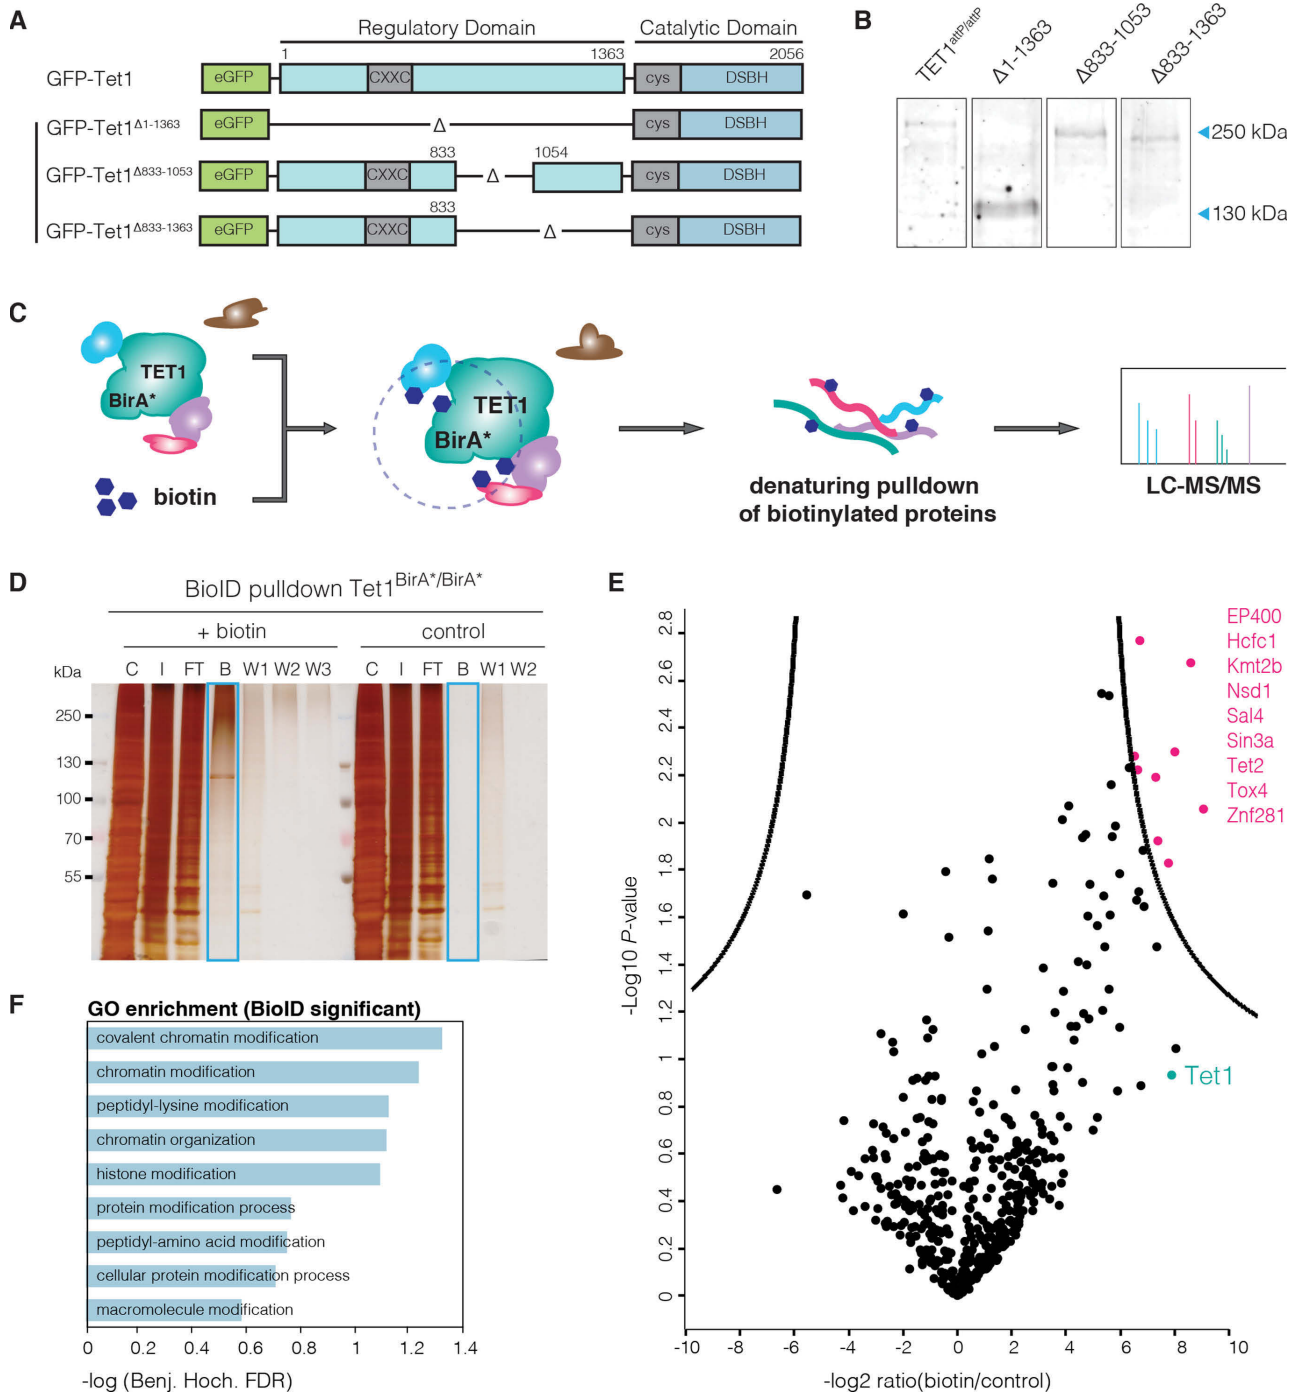 A
Regulatory Domain
Catalytic Domain
1
1363
2056
GFP-Tet1
eGFP
CXXC
cys
DSBH
GFP-Tet1Δ1-1363
eGFP
Δ
cys
DSBH
833
1054
GFP-Tet1Δ833-1053
eGFP
CXXC
Δ
cys
DSBH
833
GFP-Tet1Δ833-1363
eGFP
CXXC
Δ
cys
DSBH
B
TET1attP/attP
Δ1-1363
Δ833-1053
Δ833-1363
250 kDa
130 kDa
C
TET1
BirA*
biotin
TET1
BirA*
denaturing pulldown
of biotinylated proteins
LC-MS/MS
D
BioID pulldown Tet1BirA*/BirA*
+ biotin
control
kDa
C I FT B W1 W2 W3
C I FT B W1 W2
250
130
100
70
55
E
-Log10 P-value
2.8
2.6
2.4
2.2
2
1.8
1.6
1.4
1.2
1
0.8
0.6
0.4
0.2
0
EP400
Hcfc1
Kmt2b
Nsd1
Sal4
Sin3a
Tet2
Tox4
Znf281
Tet1
-10 -8 -6 -4 -2 0 2 4 6 8 10
-log2 ratio(biotin/control)
F
GO enrichment (BioID significant)
covalent chromatin modification
chromatin modification
peptidyl-lysine modification
chromatin organization
histone modification
protein modification process
peptidyl-amino acid modification
cellular protein modification process
macromolecule modification
0 0.2 0.4 0.6 0.8 1 1.2 1.4
-log (Benj. Hoch. FDR)